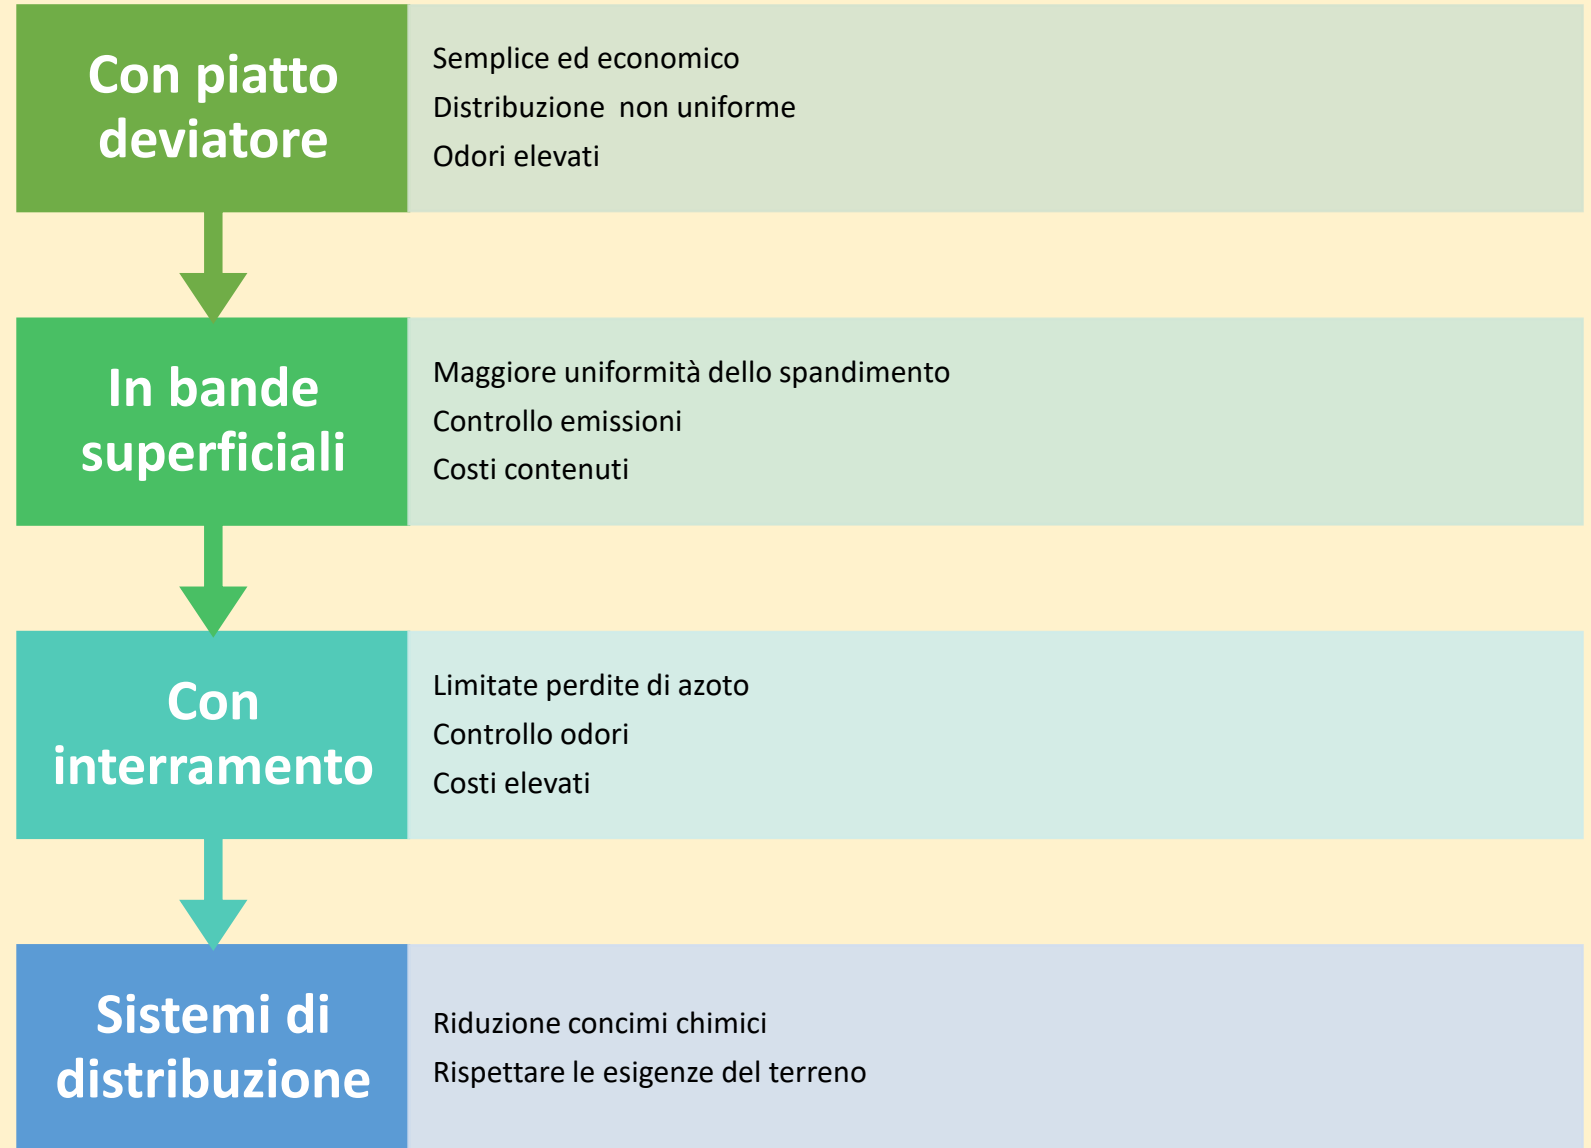 Con piatto
deviatore
Semplice ed economico
Distribuzione  non uniforme
Odori elevati
In bande
superficiali
Maggiore uniformità dello spandimento
Controllo emissioni
Costi contenuti
Con
interramento
Limitate perdite di azoto
Controllo odori
Costi elevati
Sistemi di
distribuzione
Riduzione concimi chimici
Rispettare le esigenze del terreno